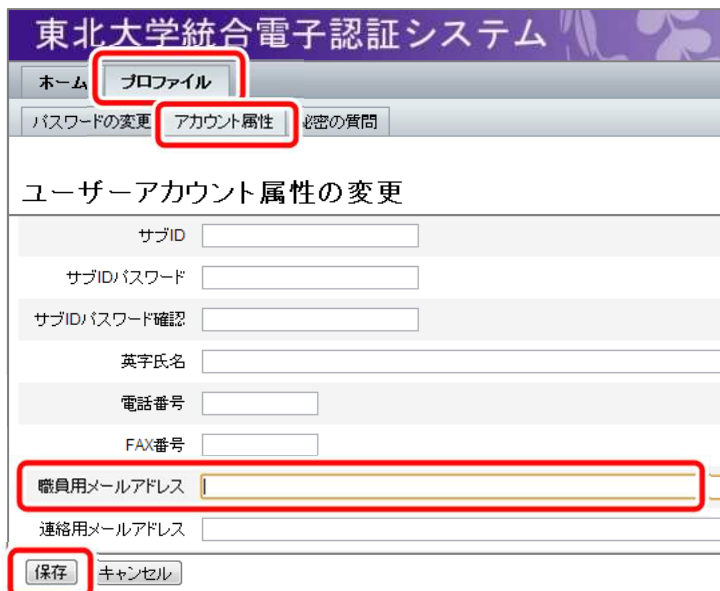 東北大学統合電子認証システム
ホーム プロファイル
パスワードの変更 アカウント属性 秘密の質問
ユーザーアカウント属性の変更
サブID
サブIDパスワード
サブIDパスワード確認
英字氏名
電話番号
FAX番号
職員用メールアドレス
連絡用メールアドレス
保存 キャンセル